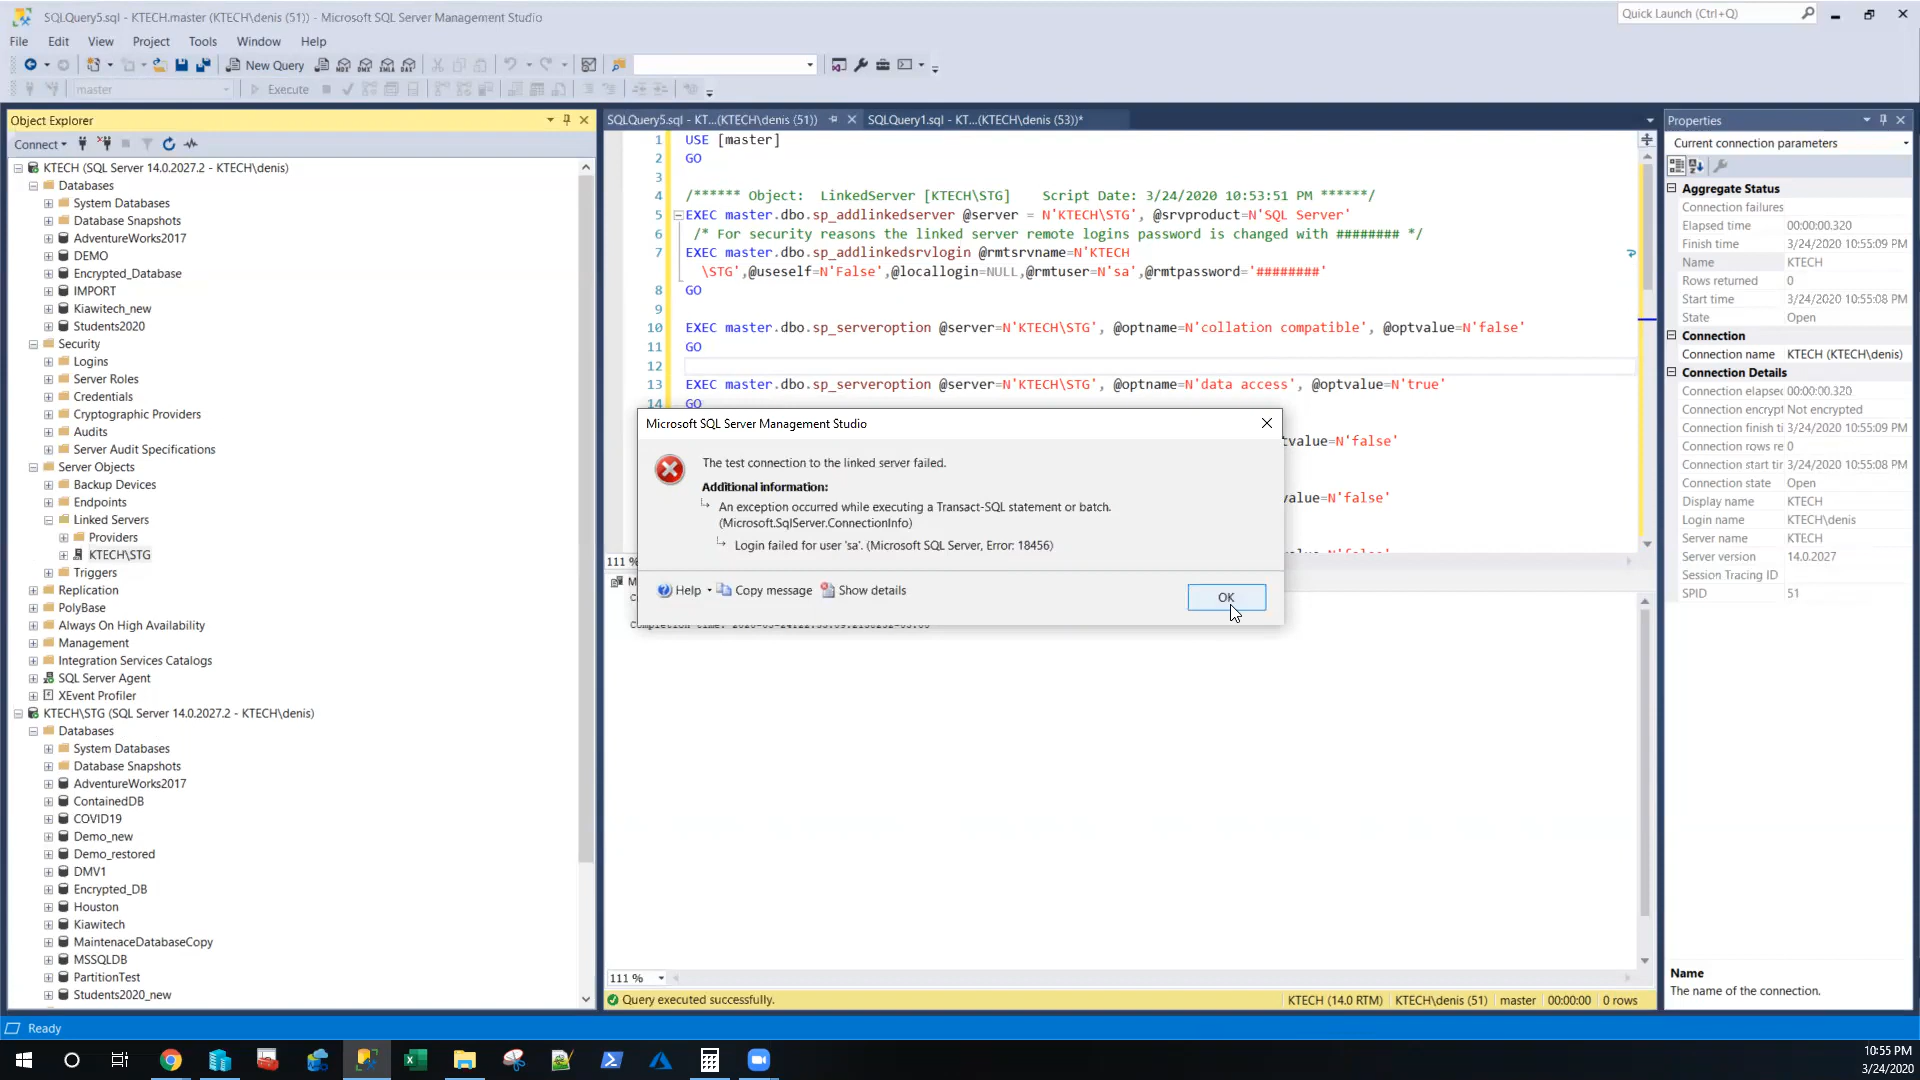 SQLQuery5.sql - KTECH.master (KTECH\denis (51)) - Microsoft SQL Server Management Studio
Quick Launch (Ctrl+Q)
File Edit View Project Tools Window Help
New Query
master
Execute
Object Explorer
Connect
KTECH (SQL Server 14.0.2027.2 - KTECH\denis)
Databases
System Databases
Database Snapshots
AdventureWorks2017
DEMO
Encrypted_Database
IMPORT
Kiawitech_new
Students2020
Security
Logins
Server Roles
Credentials
Cryptographic Providers
Audits
Server Audit Specifications
Server Objects
Backup Devices
Endpoints
Linked Servers
Providers
KTECH\STG
Triggers
Replication
PolyBase
Always On High Availability
Management
Integration Services Catalogs
SQL Server Agent
XEvent Profiler
KTECH\STG (SQL Server 14.0.2027.2 - KTECH\denis)
Databases
System Databases
Database Snapshots
AdventureWorks2017
ContainedDB
COVID19
Demo_new
Demo_restored
DMV1
Encrypted_DB
Houston
Kiawitech
MaintenaceDatabaseCopy
MSSQLDB
PartitionTest
Students2020_new
SQLQuery5.sql - KT...(KTECH\denis (51))
SQLQuery1.sql - KT...(KTECH\denis (53))*
1 USE [master]
2 GO
3
4 /****** Object:  LinkedServer [KTECH\STG]    Script Date: 3/24/2020 10:53:51 PM ******/
5 EXEC master.dbo.sp_addlinkedserver @server = N'KTECH\STG', @srvproduct=N'SQL Server'
6 /* For security reasons the linked server remote logins password is changed with ######## */
7 EXEC master.dbo.sp_addlinkedsrvlogin @rmtsrvname=N'KTECH
\STG',@useself=N'False',@locallogin=NULL,@rmtuser=N'sa',@rmtpassword='########'
8 GO
9
10 EXEC master.dbo.sp_serveroption @server=N'KTECH\STG', @optname=N'collation compatible', @optvalue=N'false'
11 GO
12
13 EXEC master.dbo.sp_serveroption @server=N'KTECH\STG', @optname=N'data access', @optvalue=N'true'
14 GO
tvalue=N'false'
value=N'false'
111 %
Microsoft SQL Server Management Studio
The test connection to the linked server failed.
Additional information:
An exception occurred while executing a Transact-SQL statement or batch.
(Microsoft.SqlServer.ConnectionInfo)
Login failed for user 'sa'. (Microsoft SQL Server, Error: 18456)
Help Copy message Show details
OK
111 %
Query executed successfully.
KTECH (14.0 RTM) KTECH\denis (51) master 00:00:00 0 rows
Properties
Current connection parameters
Aggregate Status
Connection failures
Elapsed time 00:00:00.320
Finish time 3/24/2020 10:55:09 PM
Name KTECH
Rows returned 0
Start time 3/24/2020 10:55:08 PM
State Open
Connection
Connection name KTECH (KTECH\denis)
Connection Details
Connection elapsed 00:00:00.320
Connection encrypt Not encrypted
Connection finish ti 3/24/2020 10:55:09 PM
Connection rows re 0
Connection start tir 3/24/2020 10:55:08 PM
Connection state Open
Display name KTECH
Login name KTECH\denis
Server name KTECH
Server version 14.0.2027
Session Tracing ID
SPID 51
Name
The name of the connection.
Ready
10:55 PM
3/24/2020